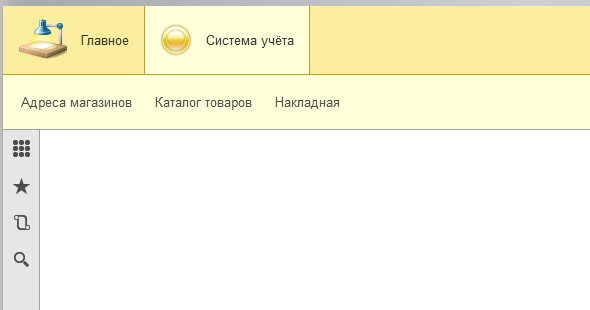 Главное Система учёта
Адреса магазинов Каталог товаров Накладная